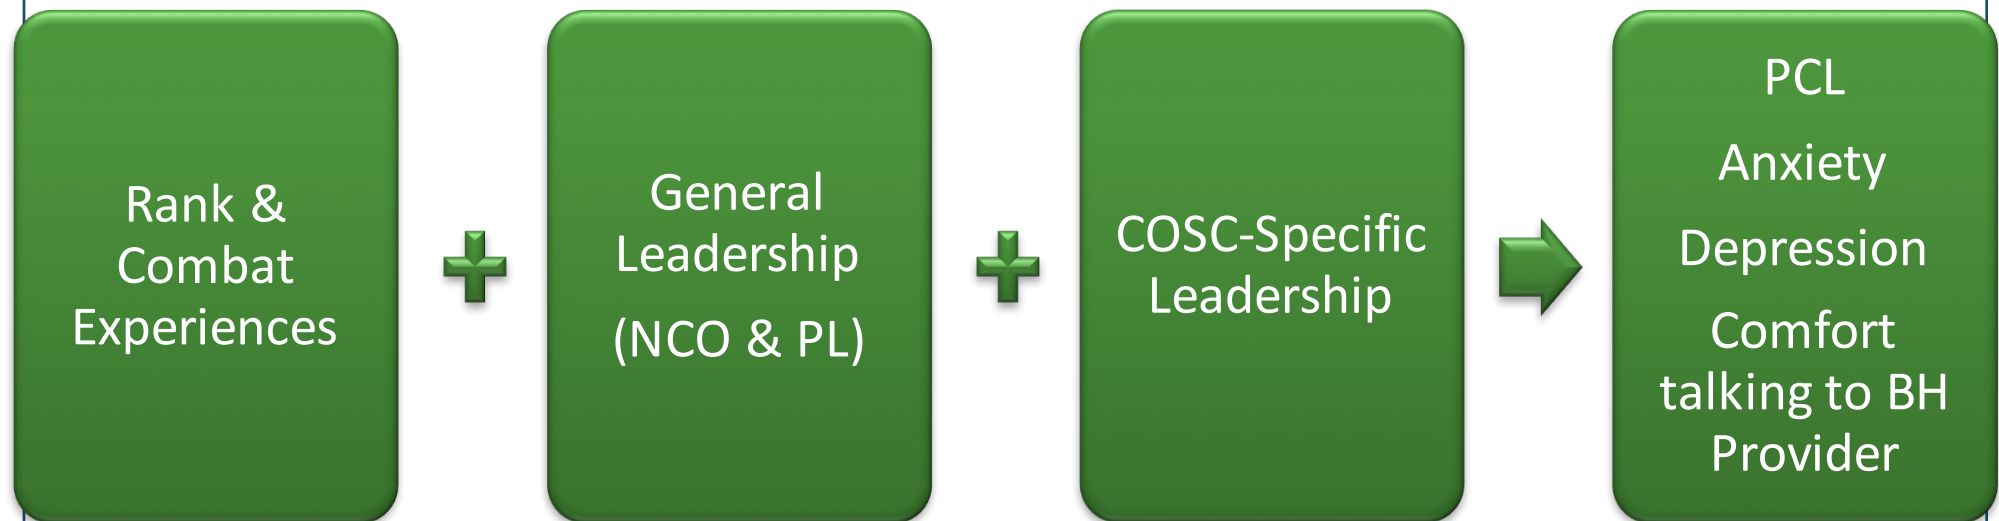 Rank &
Combat
Experiences
General
Leadership
(NCO & PL)
COSC-Specific
Leadership
PCL
Anxiety
Depression
Comfort
talking to BH
Provider